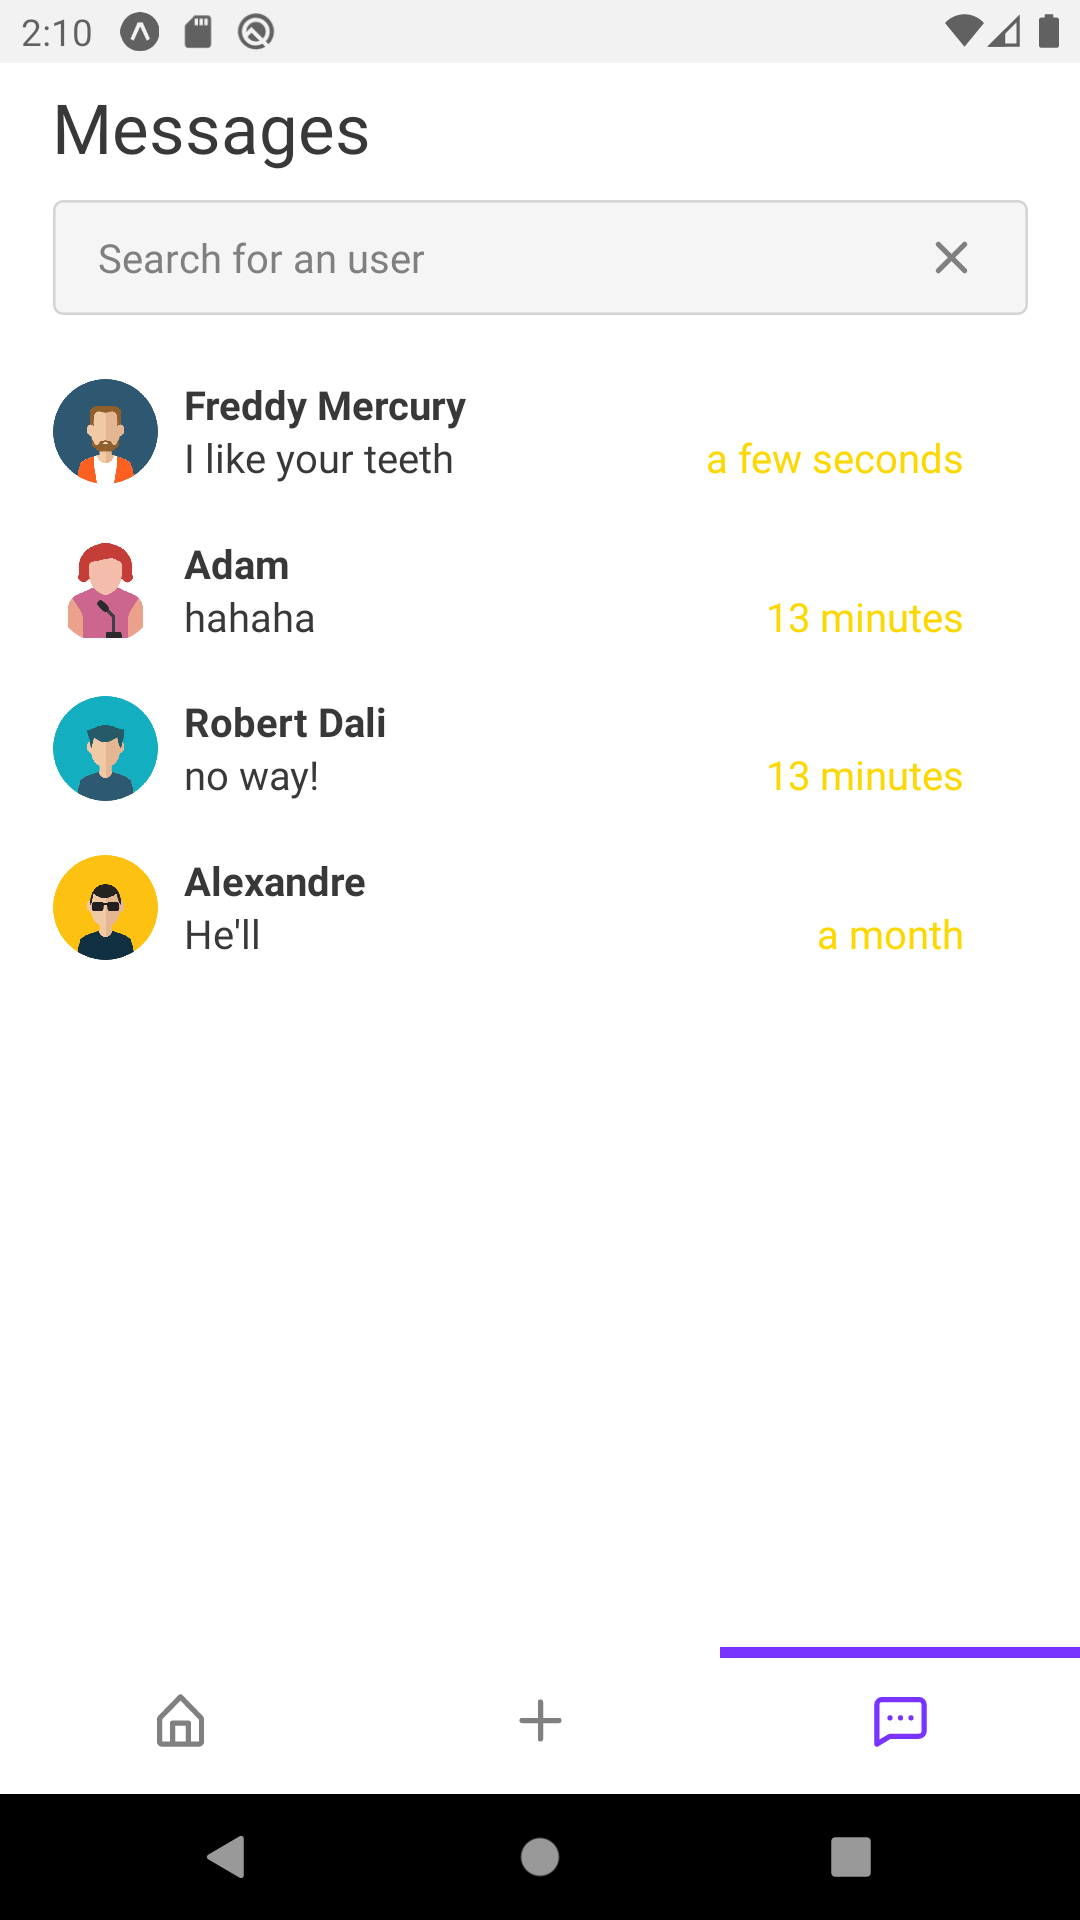 2:10
Messages
Search for an user
Freddy Mercury
I like your teeth
a few seconds
Adam
hahaha
13 minutes
Robert Dali
no way!
13 minutes
Alexandre
He'll
a month